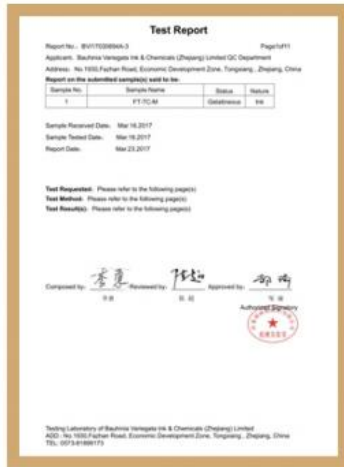 Test Report
Report No.: BV17030894A-3 Page1of11
Applicant: Bauhinia Variegata Ink & Chemicals (Zhejiang) Limited QC Department
Address: No.1600,Fazhan Road, Economic Development Zone, Tongxiang , Zhejiang, China
Report on the submitted sample(s) said to be:
Sample No. Sample Name Status Nature
1 FT-TC-M Gelatineous Ink
Sample Received Date: Mar.16.2017
Sample Tested Date: Mar.16.2017
Report Date: Mar.23.2017
Test Requested: Please refer to the following page(s)
Test Method: Please refer to the following page(s)
Test Result(s): Please refer to the following page(s)
Composed by: Reviewed by: Approved by:
Authorized Signatory
Testing Laboratory of Bauhinia Variegata Ink & Chemicals (Zhejiang) Limited
ADD : No.1600,Fazhan Road, Economic Development Zone, Tongxiang , Zhejiang, China
TEL: 0573-81889173